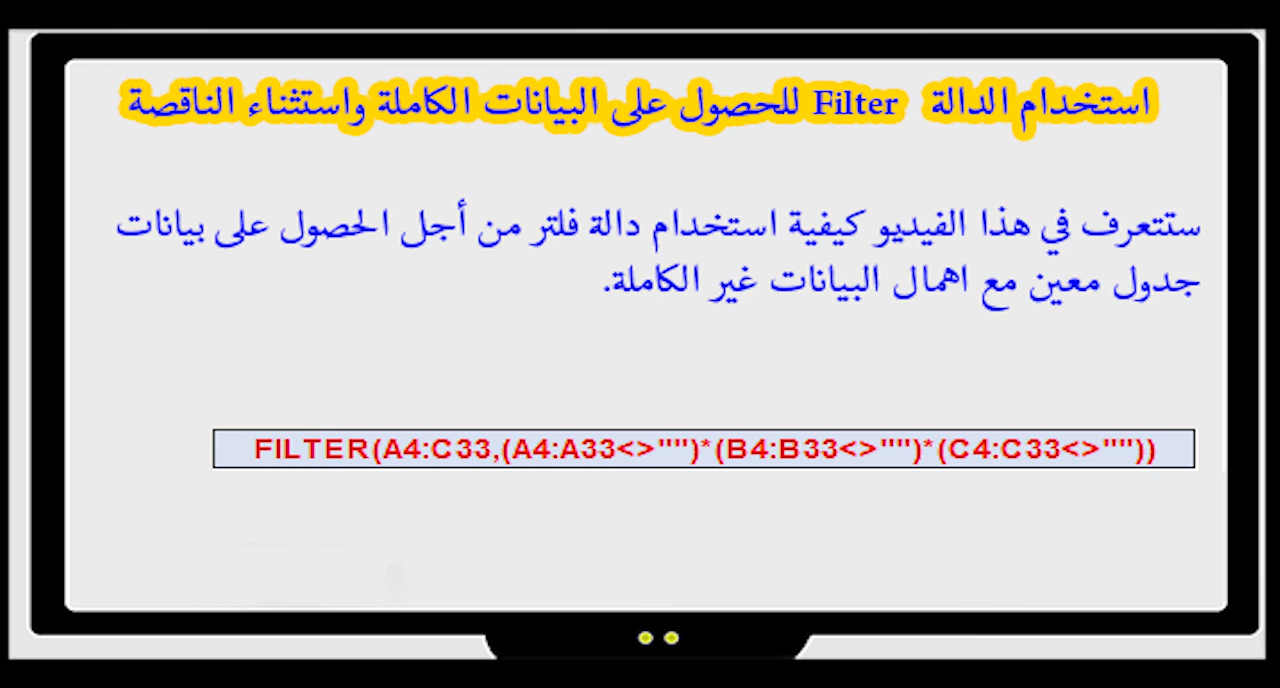 استخدام الدالة Filter للحصول على البيانات الكاملة واستثناء الناقصة
ستتعرف في هذا الفيديو كيفية استخدام دالة فلتر من أجل الحصول على بيانات
جدول معين مع اهمال البيانات غير الكاملة.
FILTER(A4:C33,(A4:A33<>"")*(B4:B33<>"")*(C4:C33<>""))